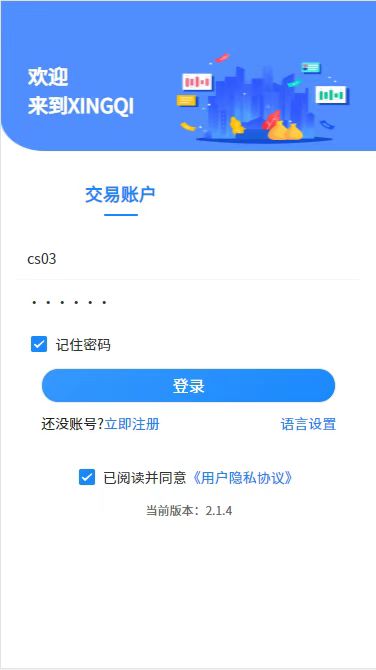 欢迎
来到XINGQI
交易账户
cs03
••••••
记住密码
登录
还没账号?立即注册
语言设置
已阅读并同意《用户隐私协议》
当前版本：2.1.4